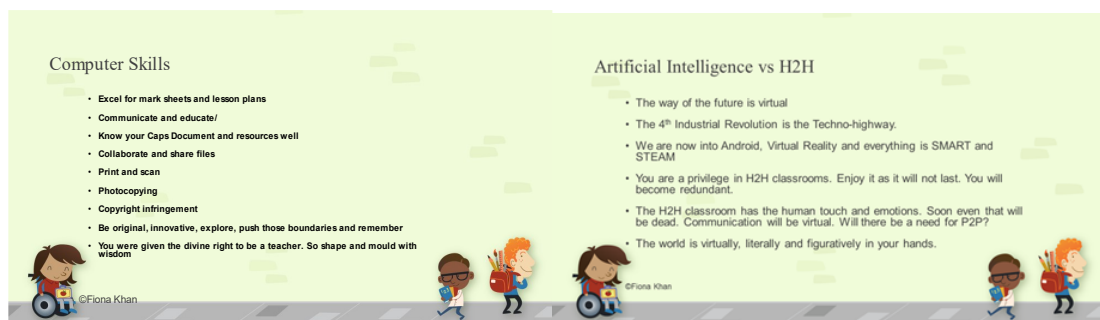 Computer Skills
• Excel for mark sheets and lesson plans
• Communicate and educate/
• Know your Caps Document and resources well
• Collaborate and share files
• Print and scan
• Photocopying
• Copyright infringement
• Be original, innovative, explore, push those boundaries and remember
• You were given the divine right to be a teacher. So shape and mould with
wisdom
©Fiona Khan
Artificial Intelligence vs H2H
• The way of the future is virtual
• The 4th Industrial Revolution is the Techno-highway.
• We are now into Android, Virtual Reality and everything is SMART and
STEAM
• You are a privilege in H2H classrooms. Enjoy it as it will not last. You will
become redundant.
• The H2H classroom has the human touch and emotions. Soon even that will
be dead. Communication will be virtual. Will there be a need for P2P?
• The world is virtually, literally and figuratively in your hands.
©Fiona Khan